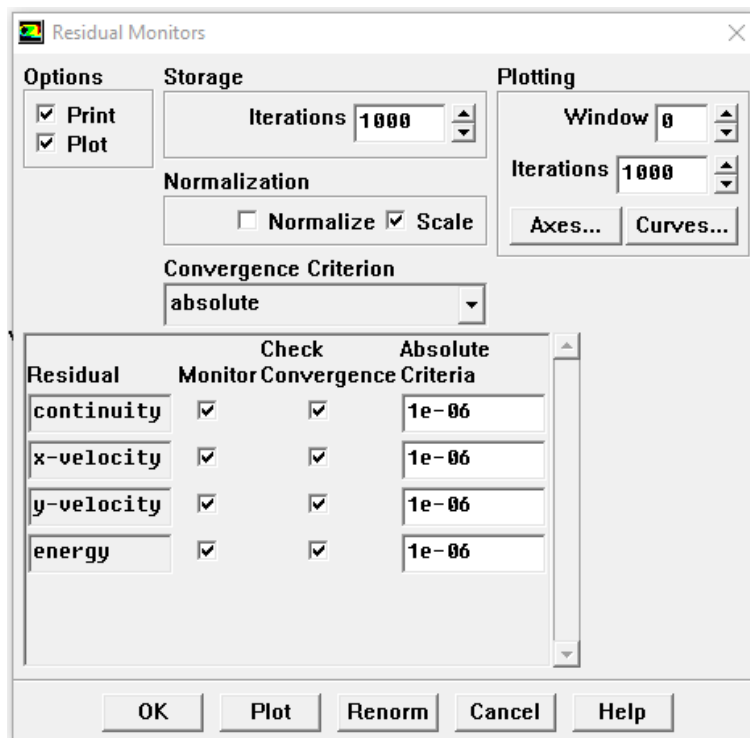 Residual Monitors
Options
Print
Plot
Storage
Iterations 1000
Normalization
Normalize Scale
Convergence Criterion
absolute
Plotting
Window 0
Iterations 1000
Axes... Curves...
Check Absolute
Residual Monitor Convergence Criteria
continuity 1e-06
x-velocity 1e-06
y-velocity 1e-06
energy 1e-06
OK Plot Renorm Cancel Help